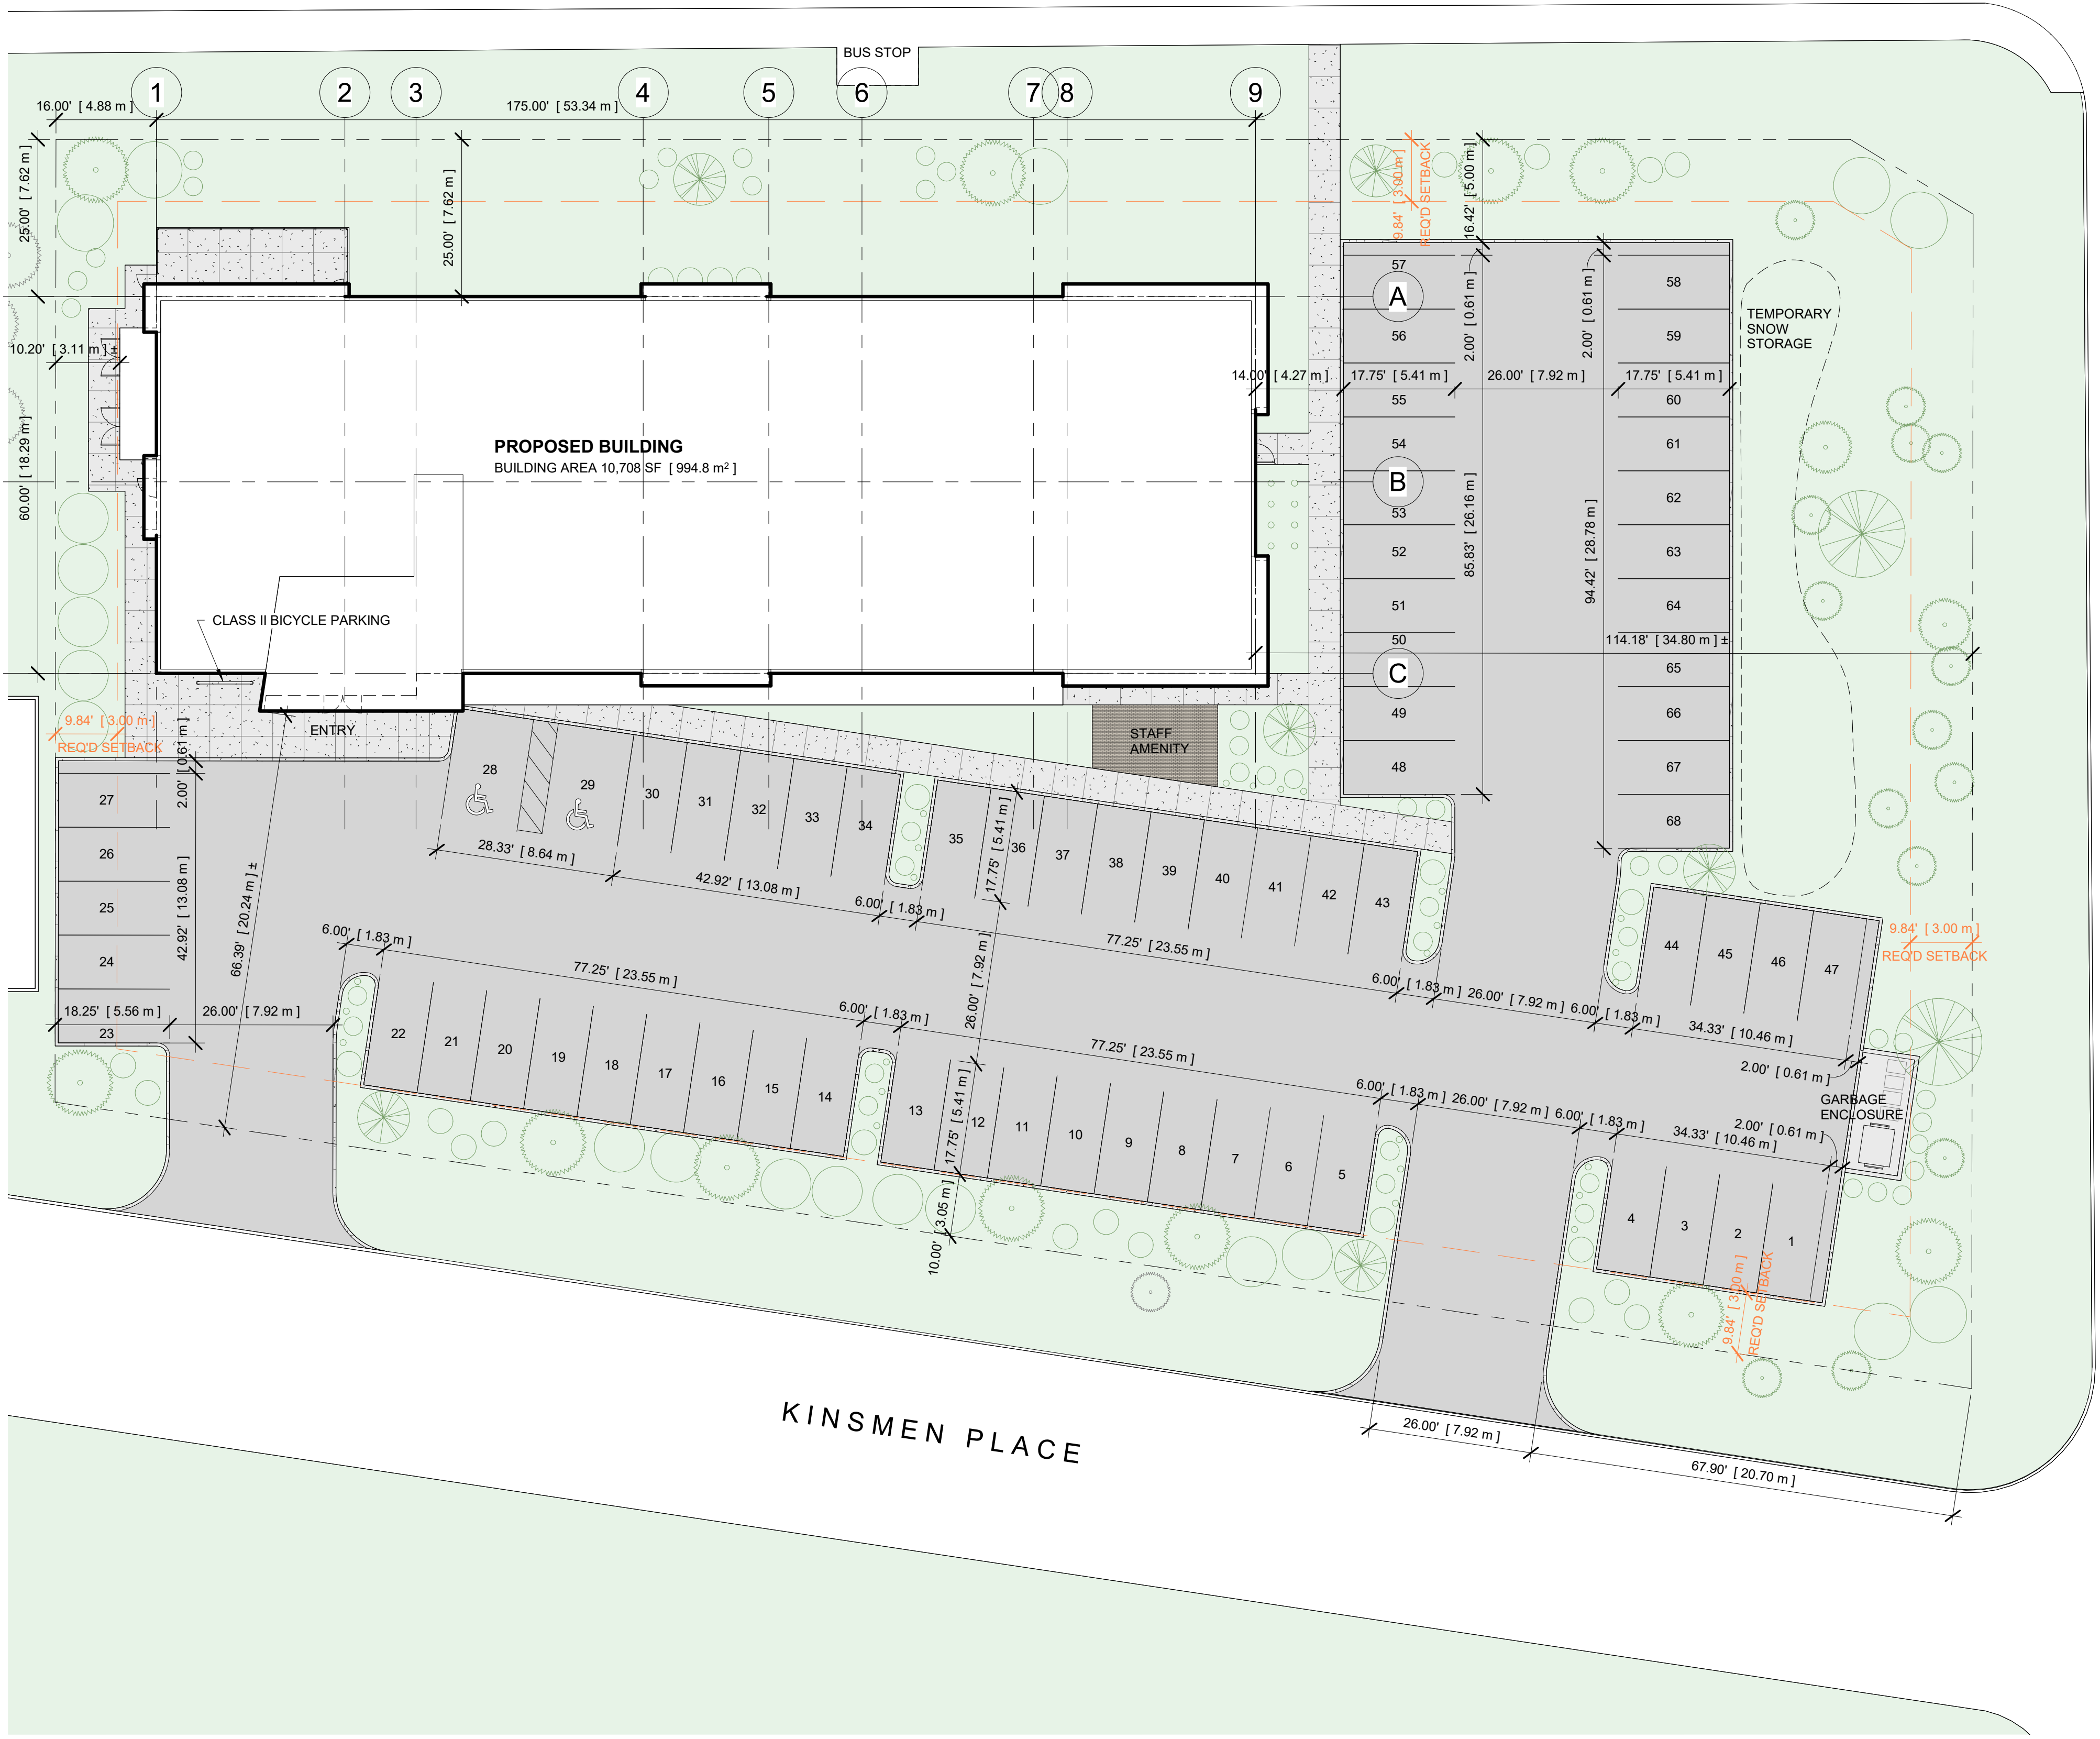 BUS STOP
1
2
3
4
5
6
7
8
9
16.00' [ 4.88 m ]
175.00' [ 53.34 m ]
25.00' [ 7.62 m ]
25.00' [ 7.62 m ]
9.84' [ 3.00 m ]
REQ'D SETBACK
16.42' [ 5.00 m ]
57
A
2.00' [ 0.61 m ]
2.00' [ 0.61 m ]
58
TEMPORARY
SNOW
STORAGE
56
59
10.20' [ 3.11 m ] ±
14.00' [ 4.27 m ]
17.75' [ 5.41 m ]
26.00' [ 7.92 m ]
17.75' [ 5.41 m ]
55
60
60.00' [ 18.29 m ]
PROPOSED BUILDING
BUILDING AREA 10,708 SF [ 994.8 m² ]
54
61
B
62
53
85.83' [ 26.16 m ]
94.42' [ 28.78 m ]
52
63
51
64
CLASS II BICYCLE PARKING
50
114.18' [ 34.80 m ] ±
C
65
49
66
9.84' [ 3.00 m ]
REQ'D SETBACK
2.00' [ 0.61 m ]
ENTRY
STAFF
AMENITY
48
67
28
29
30
31
32
33
34
35
36
37
38
39
40
41
42
43
68
27
26
25
24
23
42.92' [ 13.08 m ]
66.39' [ 20.24 m ] ±
28.33' [ 8.64 m ]
42.92' [ 13.08 m ]
6.00' [ 1.83 m ]
17.75' [ 5.41 m ]
77.25' [ 23.55 m ]
6.00' [ 1.83 m ]
26.00' [ 7.92 m ]
6.00' [ 1.83 m ]
34.33' [ 10.46 m ]
2.00' [ 0.61 m ]
44
45
46
47
9.84' [ 3.00 m ]
REQ'D SETBACK
18.25' [ 5.56 m ]
26.00' [ 7.92 m ]
6.00' [ 1.83 m ]
77.25' [ 23.55 m ]
6.00' [ 1.83 m ]
26.00' [ 7.92 m ]
77.25' [ 23.55 m ]
6.00' [ 1.83 m ]
26.00' [ 7.92 m ]
6.00' [ 1.83 m ]
34.33' [ 10.46 m ]
2.00' [ 0.61 m ]
GARBAGE
ENCLOSURE
22
21
20
19
18
17
16
15
14
13
12
11
10
9
8
7
6
5
4
3
2
1
17.75' [ 5.41 m ]
10.00' [ 3.05 m ]
9.84' [ 3.00 m ]
REQ'D SETBACK
KINSMEN PLACE
26.00' [ 7.92 m ]
67.90' [ 20.70 m ]